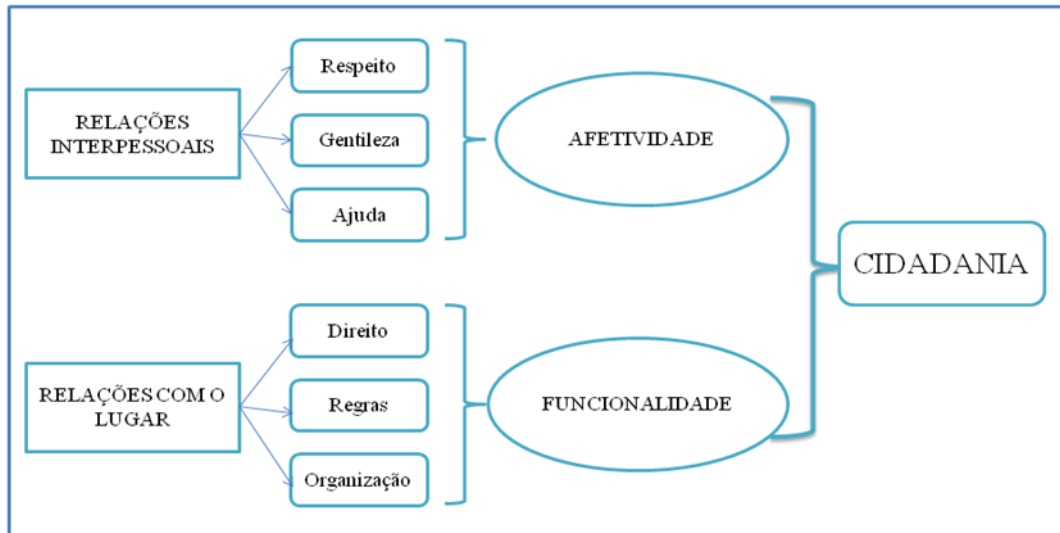 RELAÇÕES
INTERPESSOAIS
Respeito
Gentileza
Ajuda
AFETIVIDADE
RELAÇÕES COM O
LUGAR
Direito
Regras
Organização
FUNCIONALIDADE
CIDADANIA